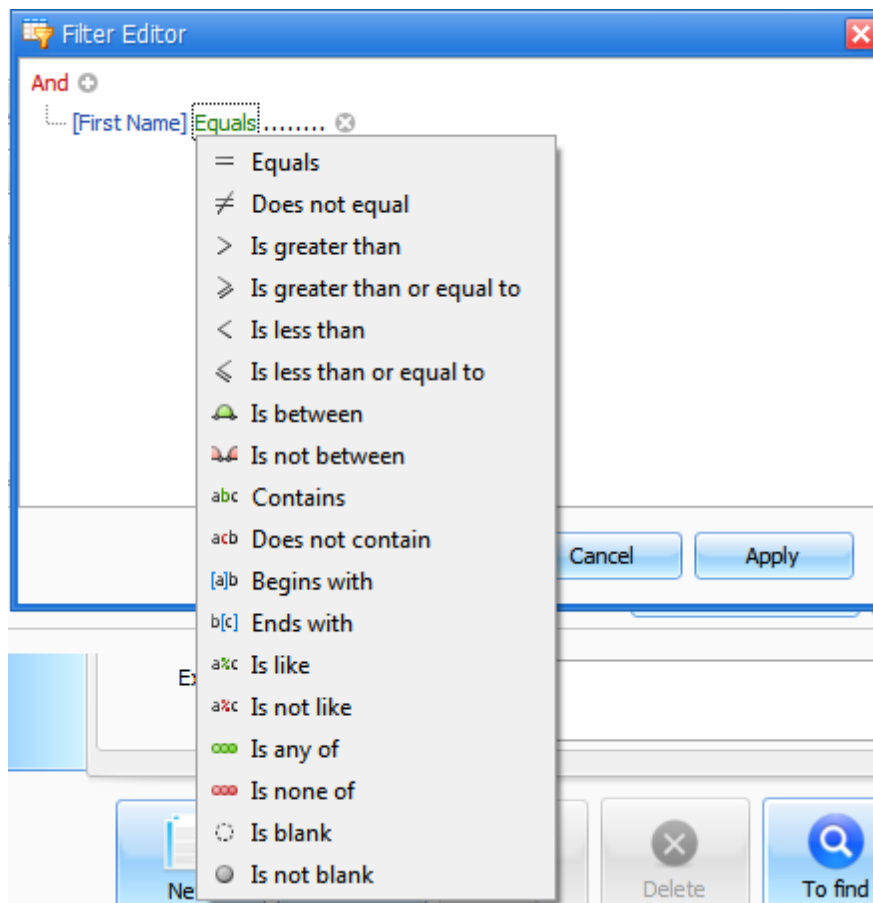 Filter Editor
And
[First Name] Equals ........
= Equals
≠ Does not equal
> Is greater than
⩾ Is greater than or equal to
< Is less than
⩽ Is less than or equal to
Is between
Is not between
abc Contains
acb Does not contain
[a]b Begins with
b[c] Ends with
a%c Is like
a%c Is not like
Is any of
Is none of
Is blank
Is not blank
Cancel Apply
Delete To find